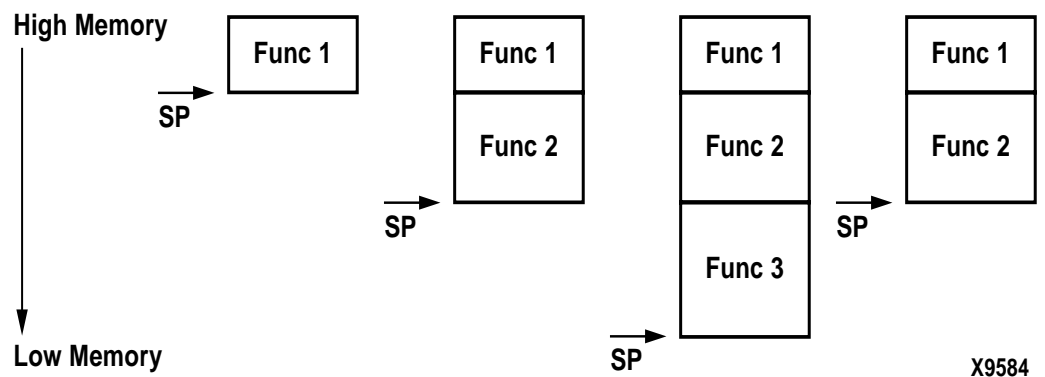 High Memory
Func 1
Func 1
Func 1
Func 1
SP
Func 2
Func 2
Func 2
SP
SP
Func 3
Low Memory
SP
X9584